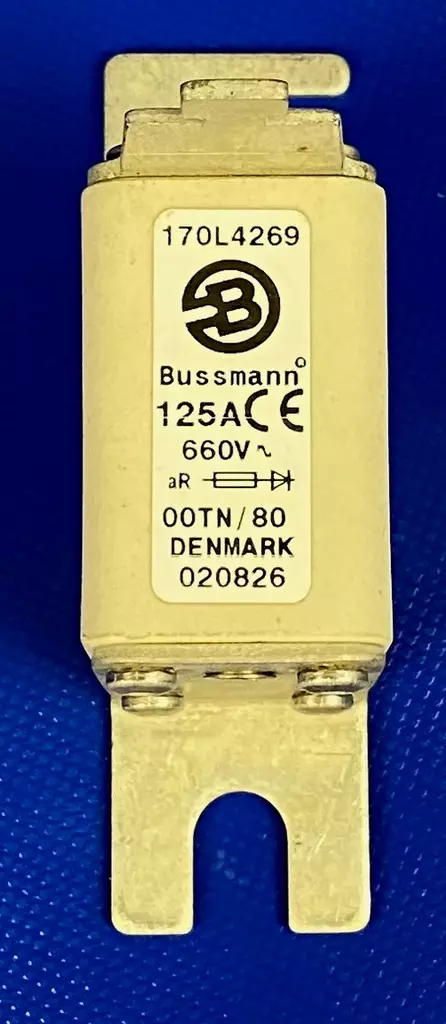 170L4269
B
Bussmann®
125A CE
660V~
aR
00TN/80
DENMARK
020826